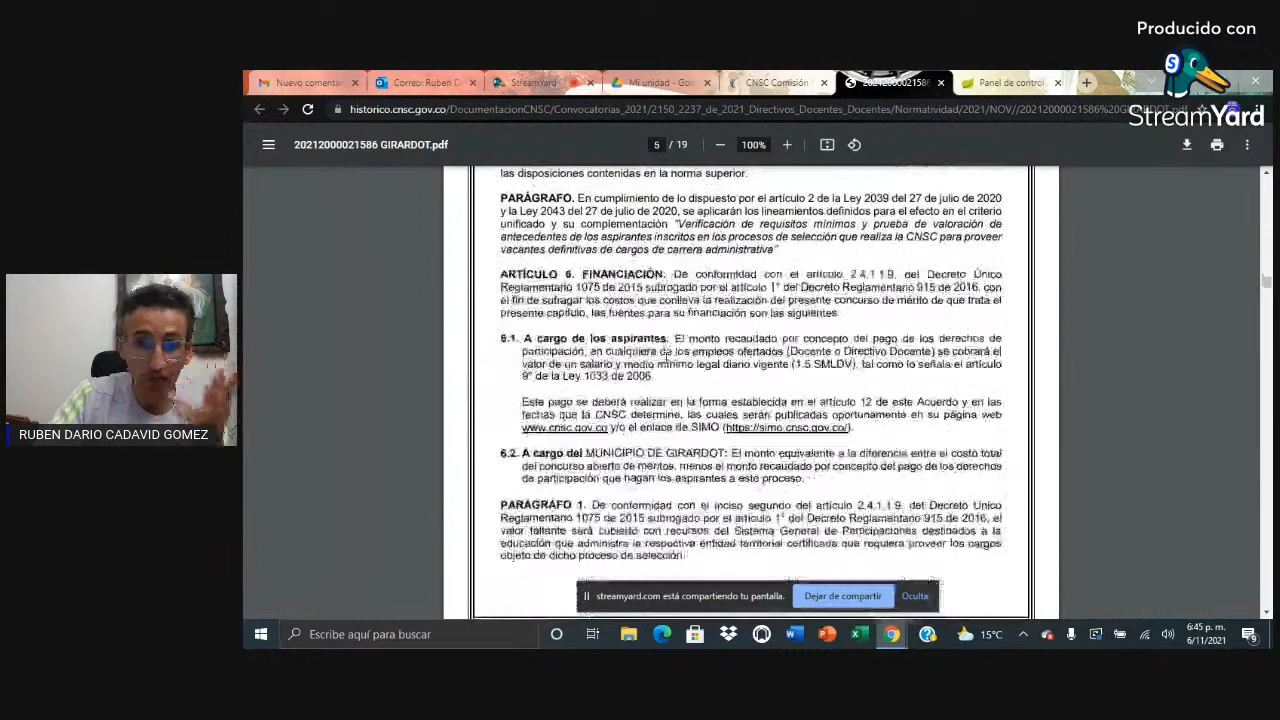 Producido con
StreamYard
Nuevo comenta
Correo: Ruben D
StreamYard
Mi unidad - Goo
CNSC Comisión
2021200002158
Panel de control
historico.cnsc.gov.co/DocumentacionCNSC/Convocatorias_2021/2150_2237_de_2021_Directivos_Docentes_Docentes/Normatividad/2021/NOV//20212000021586%20GIRARDOT.pdf
20212000021586 GIRARDOT.pdf
5 / 19
100%
las disposiciones contenidas en la norma superior.
PARÁGRAFO. En cumplimiento de lo dispuesto por el artículo 2 de la Ley 2039 del 27 de julio de 2020
y la Ley 2043 del 27 de julio de 2020, se aplicarán los lineamientos definidos para el efecto en el criterio
unificado y su complementación "Verificación de requisitos mínimos y prueba de valoración de
antecedentes de los aspirantes inscritos en los procesos de selección que realiza la CNSC para proveer
vacantes definitivas de cargos de carrera administrativa"
ARTÍCULO 6. FINANCIACIÓN. De conformidad con el artículo 2.4.1.1.9. del Decreto Único
Reglamentario 1075 de 2015 subrogado por el artículo 1° del Decreto Reglamentario 915 de 2016, con
el fin de sufragar los costos que conlleva la realización del presente concurso de mérito de que trata el
presente capítulo, las fuentes para su financiación son las siguientes:
6.1. A cargo de los aspirantes. El monto recaudado por concepto del pago de los derechos de
participación, en cualquiera de los empleos ofertados (Docente o Directivo Docente) se cobrará el
valor de un salario y medio mínimo legal diario vigente (1.5 SMLDV), tal como lo señala el artículo
9° de la Ley 1033 de 2006.
Este pago se deberá realizar en la forma establecida en el artículo 12 de este Acuerdo y en las
fechas que la CNSC determine, las cuales serán publicadas oportunamente en su página web
www.cnsc.gov.co y/o el enlace de SIMO (https://simo.cnsc.gov.co/).
6.2. A cargo del MUNICIPIO DE GIRARDOT: El monto equivalente a la diferencia entre el costo total
del concurso abierto de méritos, menos el monto recaudado por concepto del pago de los derechos
de participación que hagan los aspirantes a este proceso.
PARÁGRAFO 1. De conformidad con el inciso segundo del artículo 2.4.1.1.9. del Decreto Único
Reglamentario 1075 de 2015 subrogado por el artículo 1° del Decreto Reglamentario 915 de 2016, el
valor faltante será cubierto con recursos del Sistema General de Participaciones destinados a la
educación que administra la respectiva entidad territorial certificada que requiera proveer los cargos
objeto de dicho proceso de selección.
RUBEN DARIO CADAVID GOMEZ
streamyard.com está compartiendo tu pantalla.
Dejar de compartir
Oculta
Escribe aquí para buscar
15°C
6:45 p. m.
6/11/2021